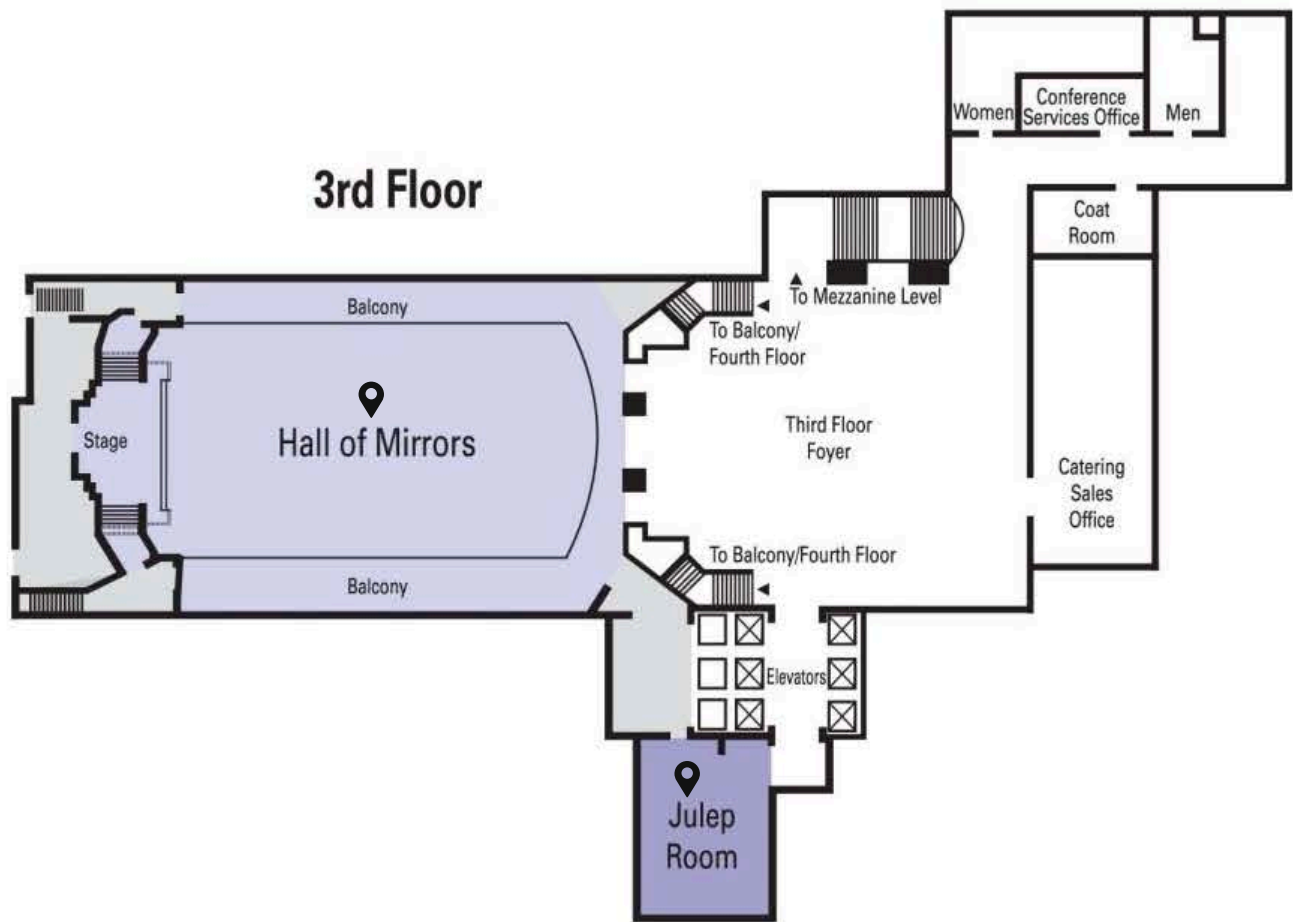 3rd Floor
Women
Conference
Services Office
Men
Coat
Room
Balcony
To Mezzanine Level
To Balcony/
Fourth Floor
Stage
Hall of Mirrors
Third Floor
Foyer
Catering
Sales
Office
To Balcony/Fourth Floor
Balcony
Elevators
Julep
Room